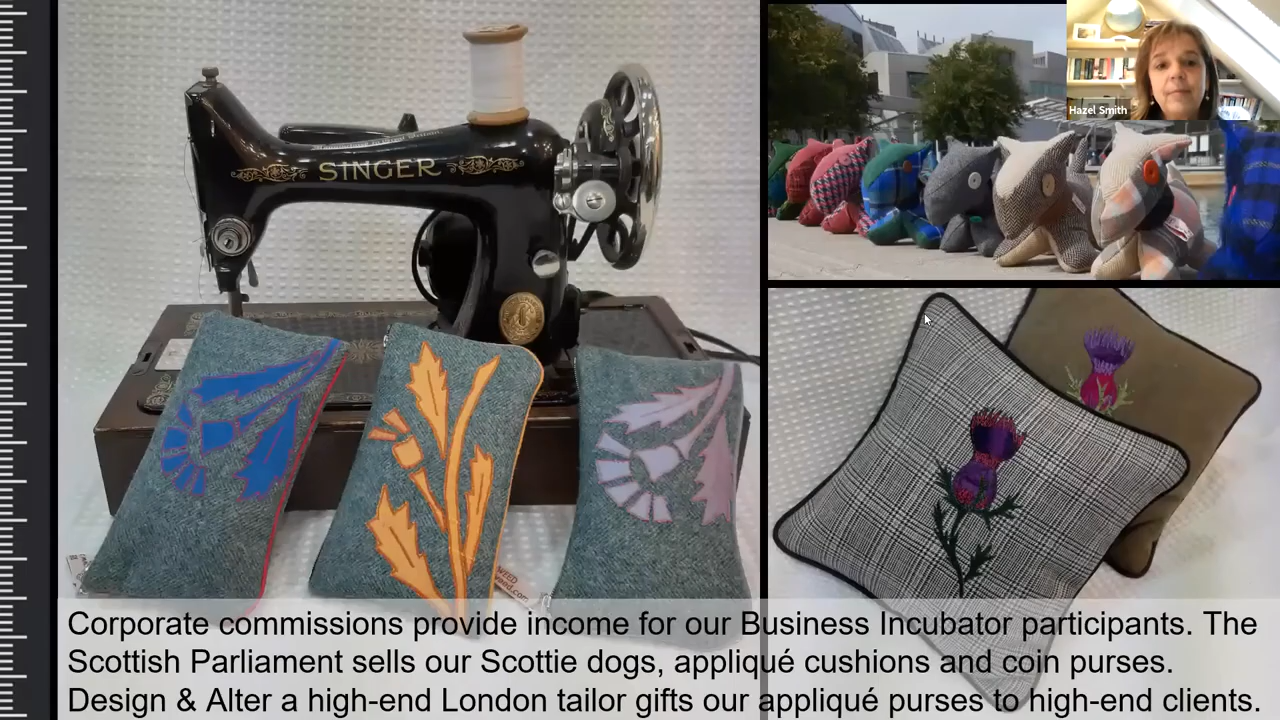 SINGER
Hazel Smith
Corporate commissions provide income for our Business Incubator participants. The
Scottish Parliament sells our Scottie dogs, appliqué cushions and coin purses.
Design & Alter a high-end London tailor gifts our appliqué purses to high-end clients.